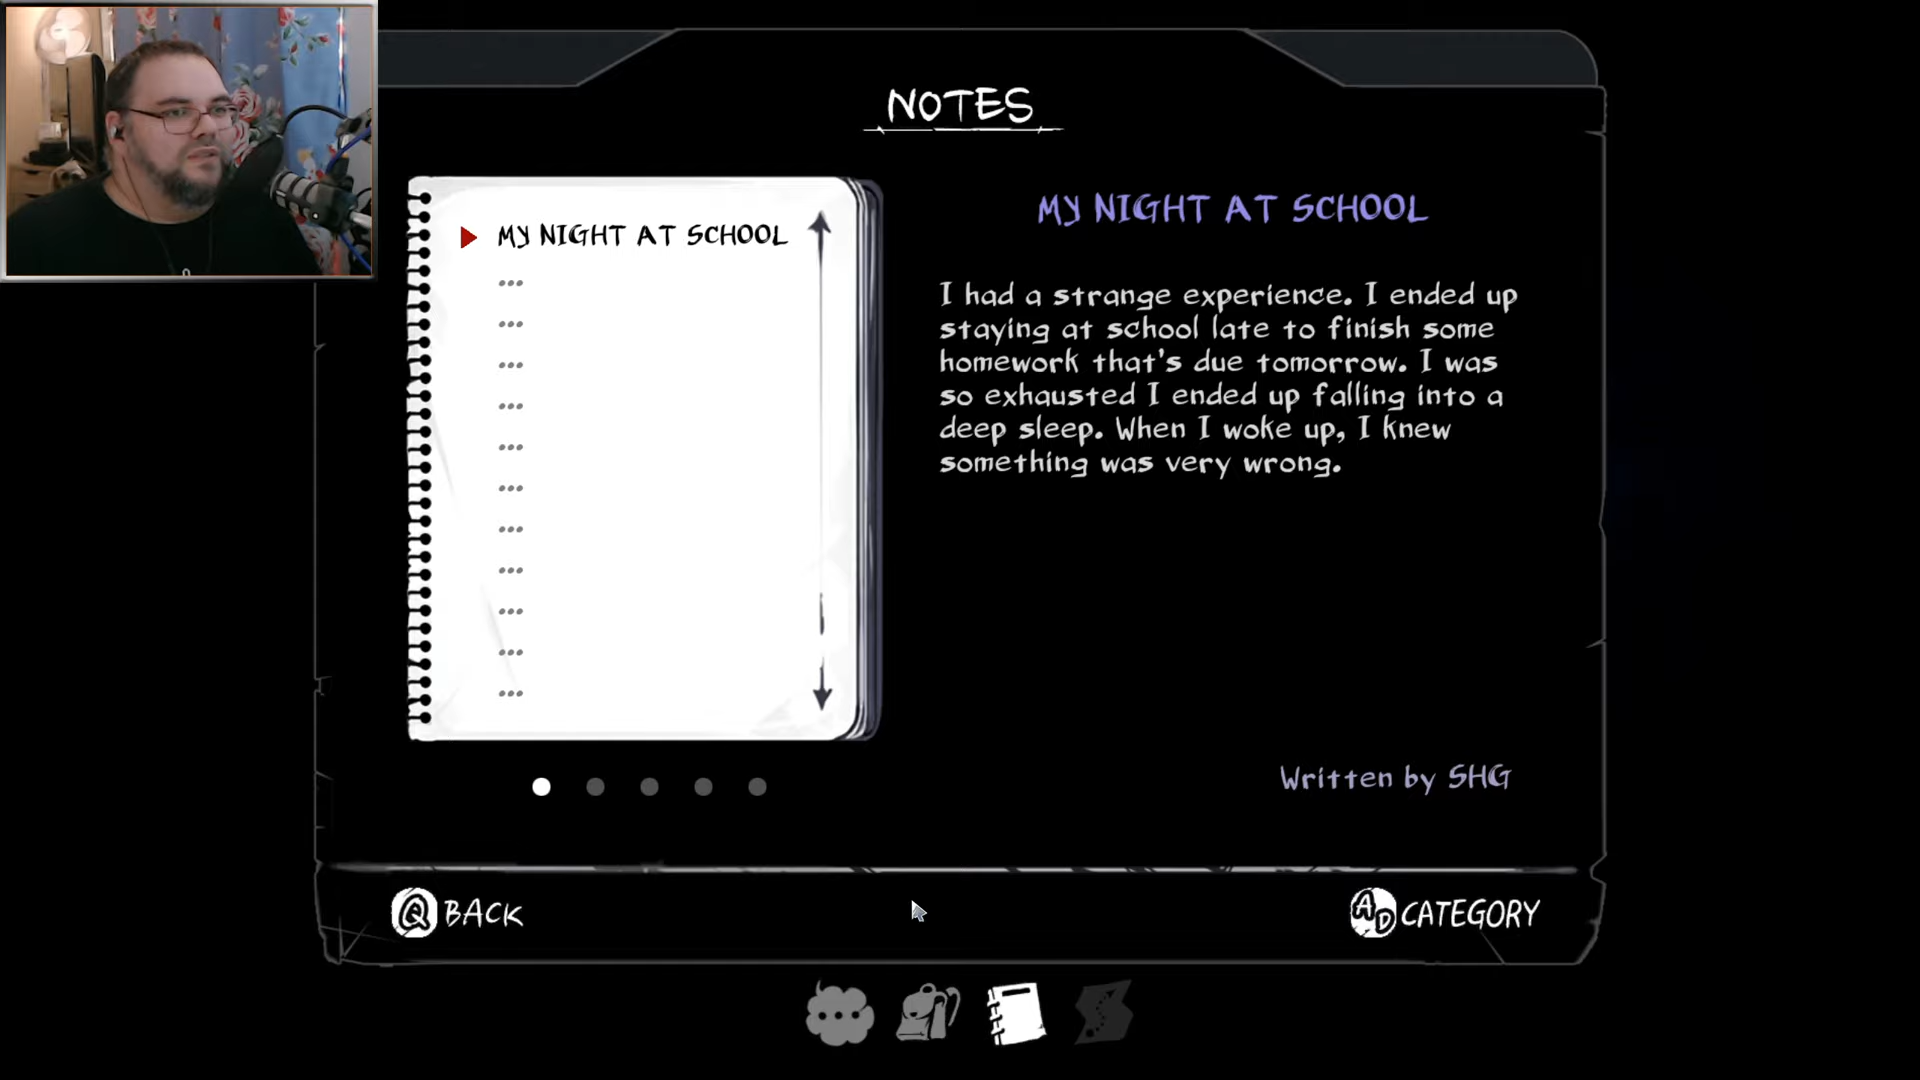 NOTES
MY NIGHT AT SCHOOL
...
...
...
...
...
...
...
...
...
...
...
MY NIGHT AT SCHOOL
I had a strange experience. I ended up
staying at school late to finish some
homework that's due tomorrow. I was
so exhausted I ended up falling into a
deep sleep. When I woke up, I knew
something was very wrong.
Written by SHG
Q BACK
A D CATEGORY